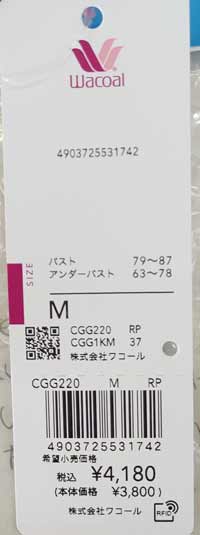 Wacoal
4903725531742
SIZE
バスト 79〜87
アンダーバスト 63〜78
M
CGG220 RP
CGG1KM 37
株式会社ワコール
CGG220 M RP
4903725531742
希望小売価格
税込 ¥4,180
(本体価格 ¥3,800)
株式会社ワコール
RFID